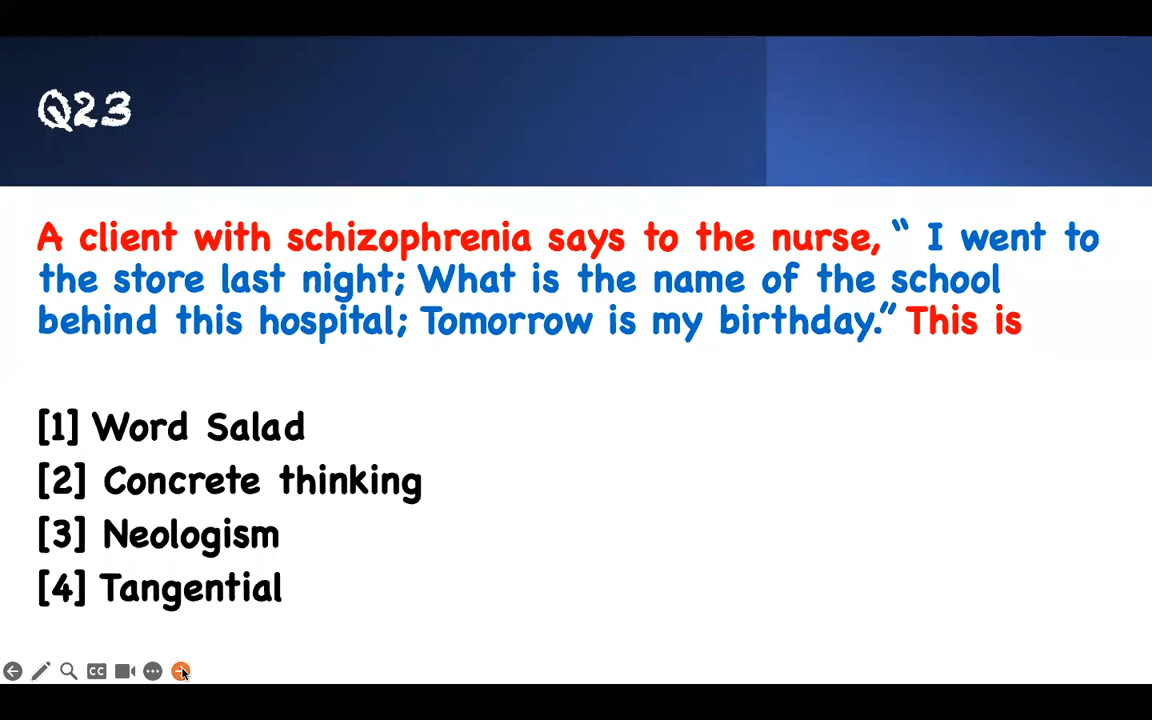 Q23
A client with schizophrenia says to the nurse, “ I went to
the store last night; What is the name of the school
behind this hospital; Tomorrow is my birthday.” This is
[1] Word Salad
[2] Concrete thinking
[3] Neologism
[4] Tangential
CC